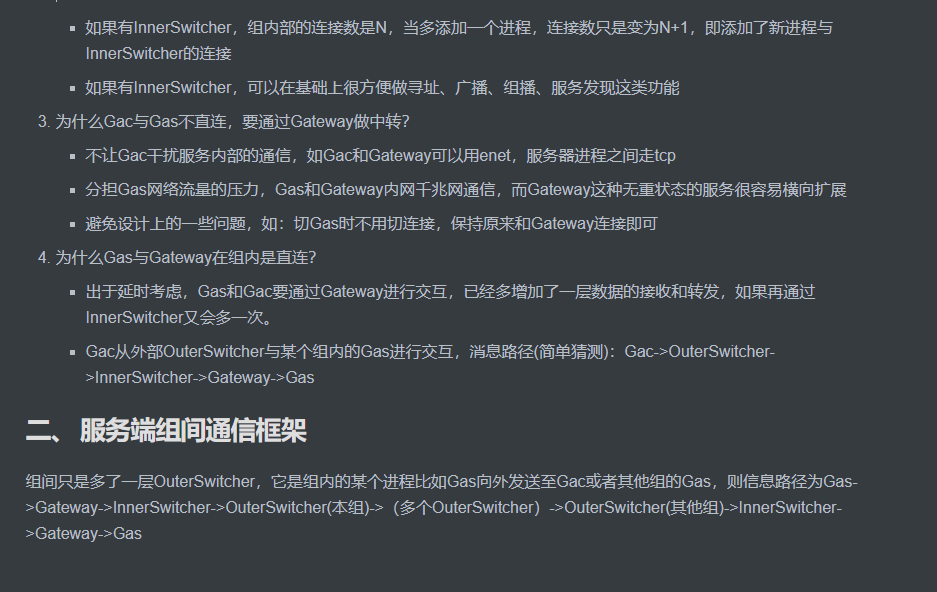 如果有InnerSwitcher，组内部的连接数是N，当多添加一个进程，连接数只是变为N+1，即添加了新进程与
InnerSwitcher的连接
如果有InnerSwitcher，可以在基础上很方便做寻址、广播、组播、服务发现这类功能
3. 为什么Gac与Gas不直连，要通过Gateway做中转？
不让Gac干扰服务内部的通信，如Gac和Gateway可以用enet，服务器进程之间走tcp
分担Gas网络流量的压力，Gas和Gateway内网千兆网通信，而Gateway这种无重状态的服务很容易横向扩展
避免设计上的一些问题，如：切Gas时不用切连接，保持原来和Gateway连接即可
4. 为什么Gas与Gateway在组内是直连？
出于延时考虑，Gas和Gac要通过Gateway进行交互，已经多增加了一层数据的接收和转发，如果再通过
InnerSwitcher又会多一次。
Gac从外部OuterSwitcher与某个组内的Gas进行交互，消息路径(简单猜测)：Gac->OuterSwitcher-
>InnerSwitcher->Gateway->Gas
二、 服务端组间通信框架
组间只是多了一层OuterSwitcher，它是组内的某个进程比如Gas向外发送至Gac或者其他组的Gas，则信息路径为Gas-
>Gateway->InnerSwitcher->OuterSwitcher(本组)->（多个OuterSwitcher）->OuterSwitcher(其他组)->InnerSwitcher-
>Gateway->Gas